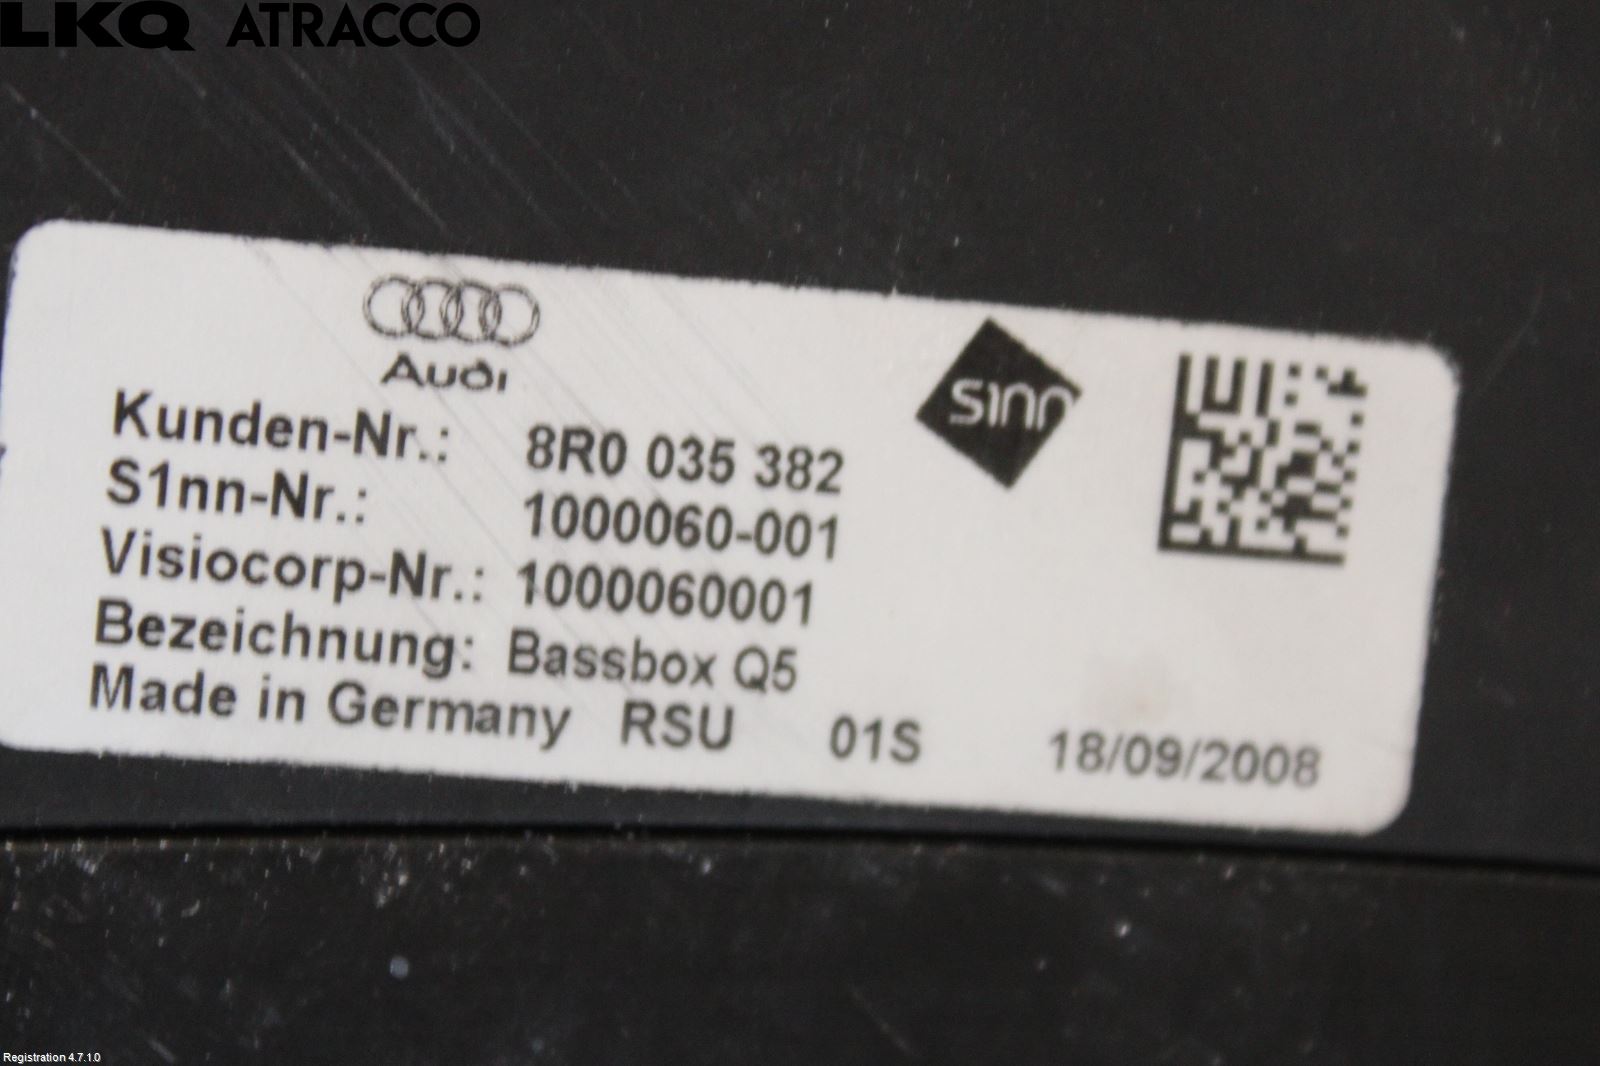 LKQ ATRACCO
Audi
S1nn
Kunden-Nr.: 8R0 035 382
S1nn-Nr.: 1000060-001
Visiocorp-Nr.: 1000060001
Bezeichnung: Bassbox Q5
Made in Germany RSU 01S 18/09/2008
Registration 4.7.1.0